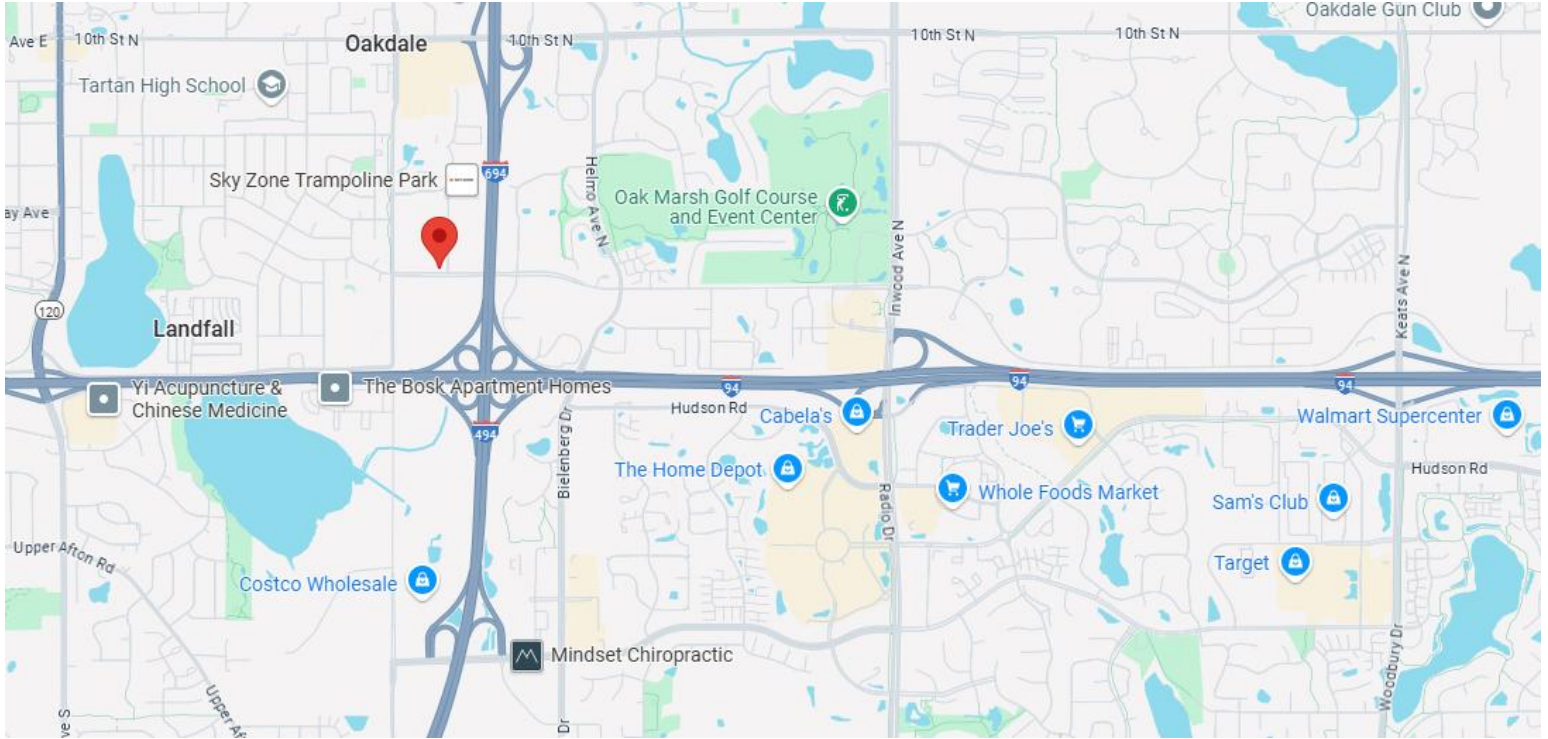 Ave E
10th St N
Oakdale
10th St N
10th St N
10th St N
Oakdale Gun Club
Tartan High School
Sky Zone Trampoline Park
694
Helmo Ave N
Oak Marsh Golf Course
and Event Center
ay Ave
Inwood Ave N
Keats Ave N
120
Landfall
Yi Acupuncture &
Chinese Medicine
The Bosk Apartment Homes
94
94
94
Hudson Rd
Cabela's
Trader Joe's
Walmart Supercenter
494
Bielenberg Dr
The Home Depot
Radio Dr
Whole Foods Market
Hudson Rd
Sam's Club
Upper Afton Rd
Costco Wholesale
Target
Mindset Chiropractic
Woodbury Dr
Upper Af
ve S
Dr